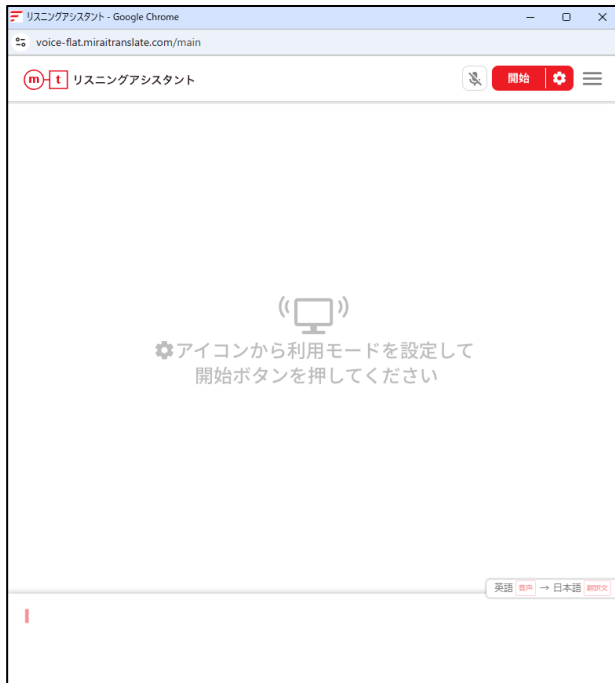 リスニングアシスタント - Google Chrome
voice-flat.miraitranslate.com/main
m t リスニングアシスタント
開始
アイコンから利用モードを設定して
開始ボタンを押してください
英語 音声 → 日本語 翻訳文